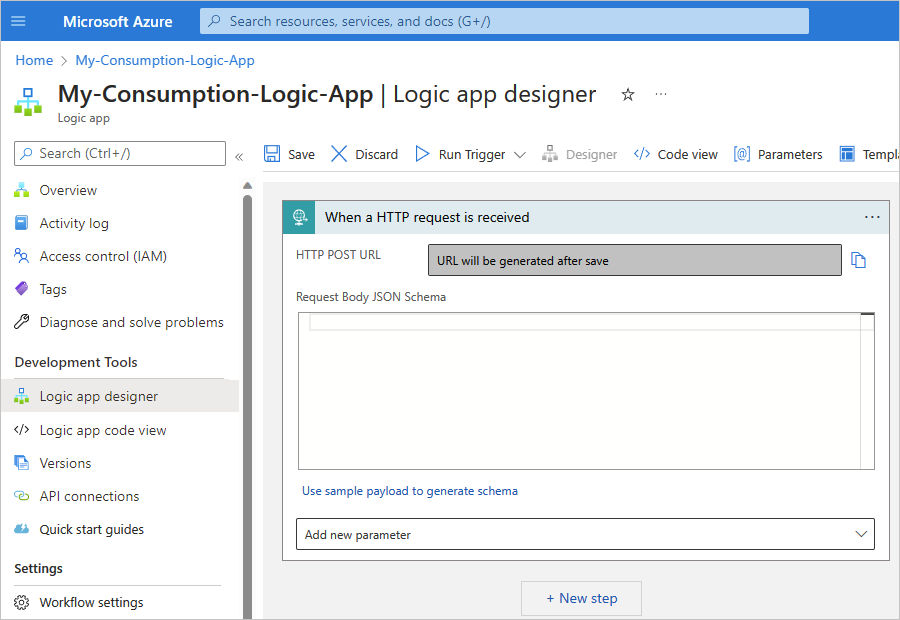 Microsoft Azure
Search resources, services, and docs (G+/)
Home > My-Consumption-Logic-App
My-Consumption-Logic-App | Logic app designer
Logic app
Search (Ctrl+/)
«
Save
Discard
Run Trigger
Designer
</> Code view
[@] Parameters
Templa
Overview
Activity log
Access control (IAM)
Tags
Diagnose and solve problems
Development Tools
Logic app designer
</> Logic app code view
Versions
API connections
Quick start guides
Settings
Workflow settings
When a HTTP request is received
HTTP POST URL
URL will be generated after save
Request Body JSON Schema
Use sample payload to generate schema
Add new parameter
+ New step